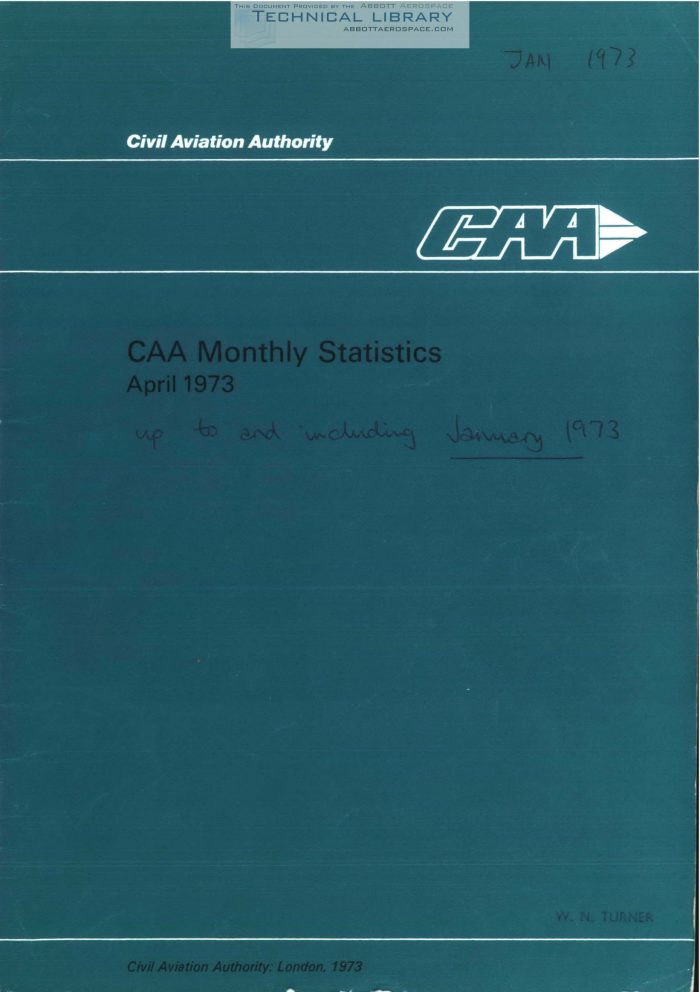 THIS DOCUMENT PROVIDED BY THE ABBOTT AEROSPACE
TECHNICAL LIBRARY
ABBOTTAEROSPACE.COM
JAN 1973
Civil Aviation Authority
CAA
CAA Monthly Statistics
April 1973
up to and including January 1973
W. N. TURNER
Civil Aviation Authority: London, 1973